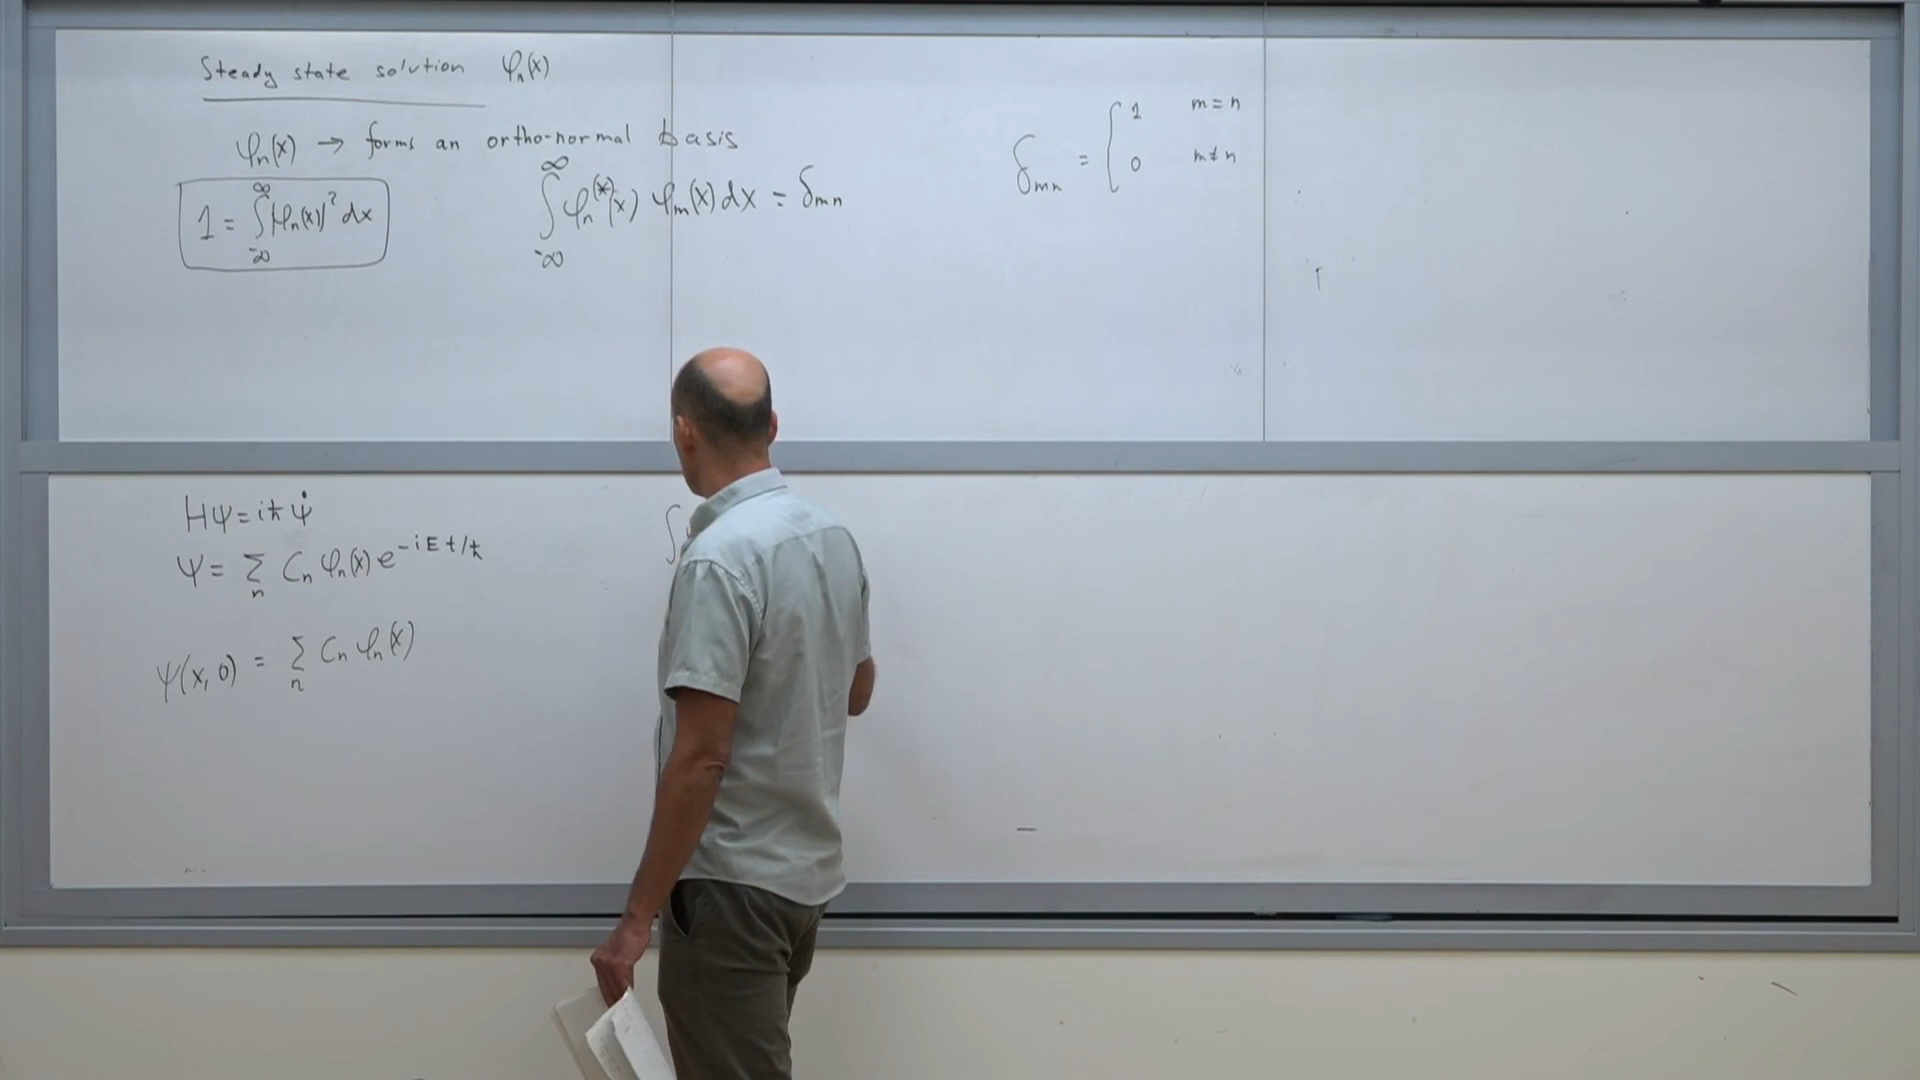 Steady state solution φₙ(x)
φₙ(x) → forms an ortho-normal basis
1 = ∫_{-∞}^{∞} |φₙ(x)|² dx
∫_{-∞}^{∞} φₙ^{(*)}(x) φₘ(x) dx = δₘₙ
δₘₙ = { 1 m = n
0 m ≠ n
Hψ = iħ ψ̇
ψ = Σₙ Cₙ φₙ(x) e^{-iEt/ħ}
ψ(x, 0) = Σₙ Cₙ φₙ(x)
∫